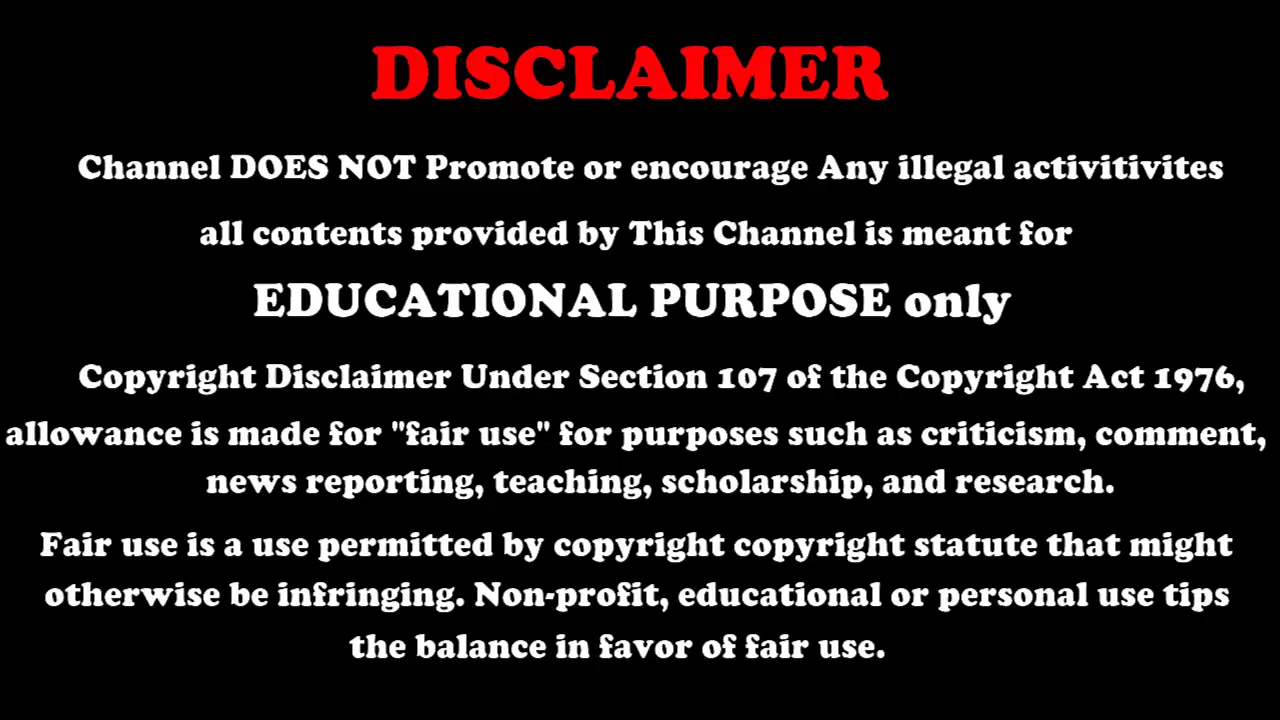 DISCLAIMER
Channel DOES NOT Promote or encourage Any illegal activitivites
all contents provided by This Channel is meant for
EDUCATIONAL PURPOSE only
Copyright Disclaimer Under Section 107 of the Copyright Act 1976,
allowance is made for "fair use" for purposes such as criticism, comment,
news reporting, teaching, scholarship, and research.
Fair use is a use permitted by copyright copyright statute that might
otherwise be infringing. Non-profit, educational or personal use tips
the balance in favor of fair use.